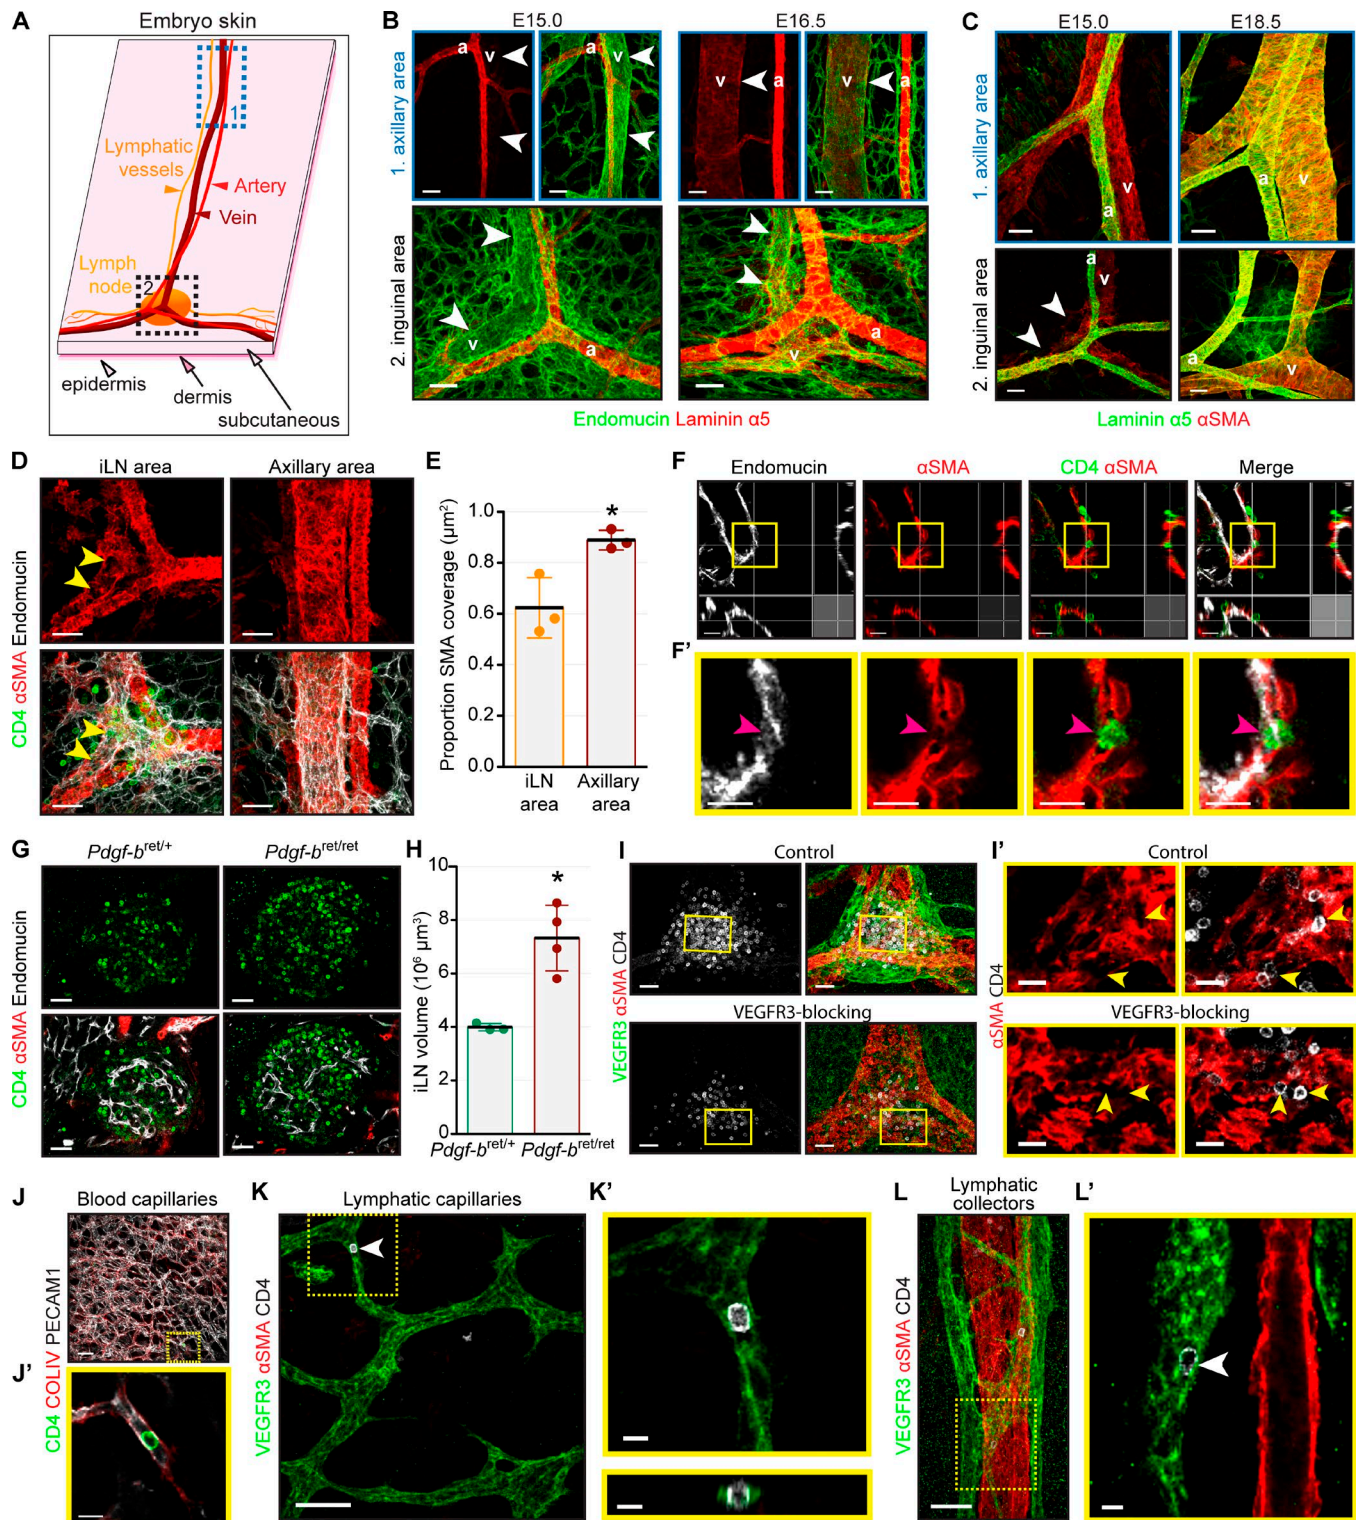 A
Embryo skin
1
Lymphatic
vessels
Artery
Vein
Lymph
node
2
epidermis
dermis
subcutaneous
B
E15.0
E16.5
1. axillary area
a
v
a
v
v
a
v
2. inguinal area
v
a
v
a
Endomucin Laminin α5
C
E15.0
E18.5
1. axillary area
a
v
a
v
2. inguinal area
a
v
a
v
Laminin α5 αSMA
D
iLN area
Axillary area
CD4 αSMA Endomucin
E
Proportion SMA coverage (μm²)
1.0
0.8
0.6
0.4
0.2
0.0
*
iLN
area
Axillary
area
F
Endomucin
αSMA
CD4 αSMA
Merge
F'
G
Pdgf-b^ret/+
Pdgf-b^ret/ret
CD4 αSMA Endomucin
H
iLN volume (10⁶ μm³)
10
8
6
4
2
0
*
Pdgf-b^ret/+
Pdgf-b^ret/ret
I
Control
VEGFR3-blocking
VEGFR3 αSMA CD4
I'
Control
VEGFR3-blocking
αSMA CD4
J
Blood capillaries
J'
CD4 COLIV PECAM1
K
Lymphatic capillaries
VEGFR3 αSMA CD4
K'
L
Lymphatic
collectors
VEGFR3 αSMA CD4
L'